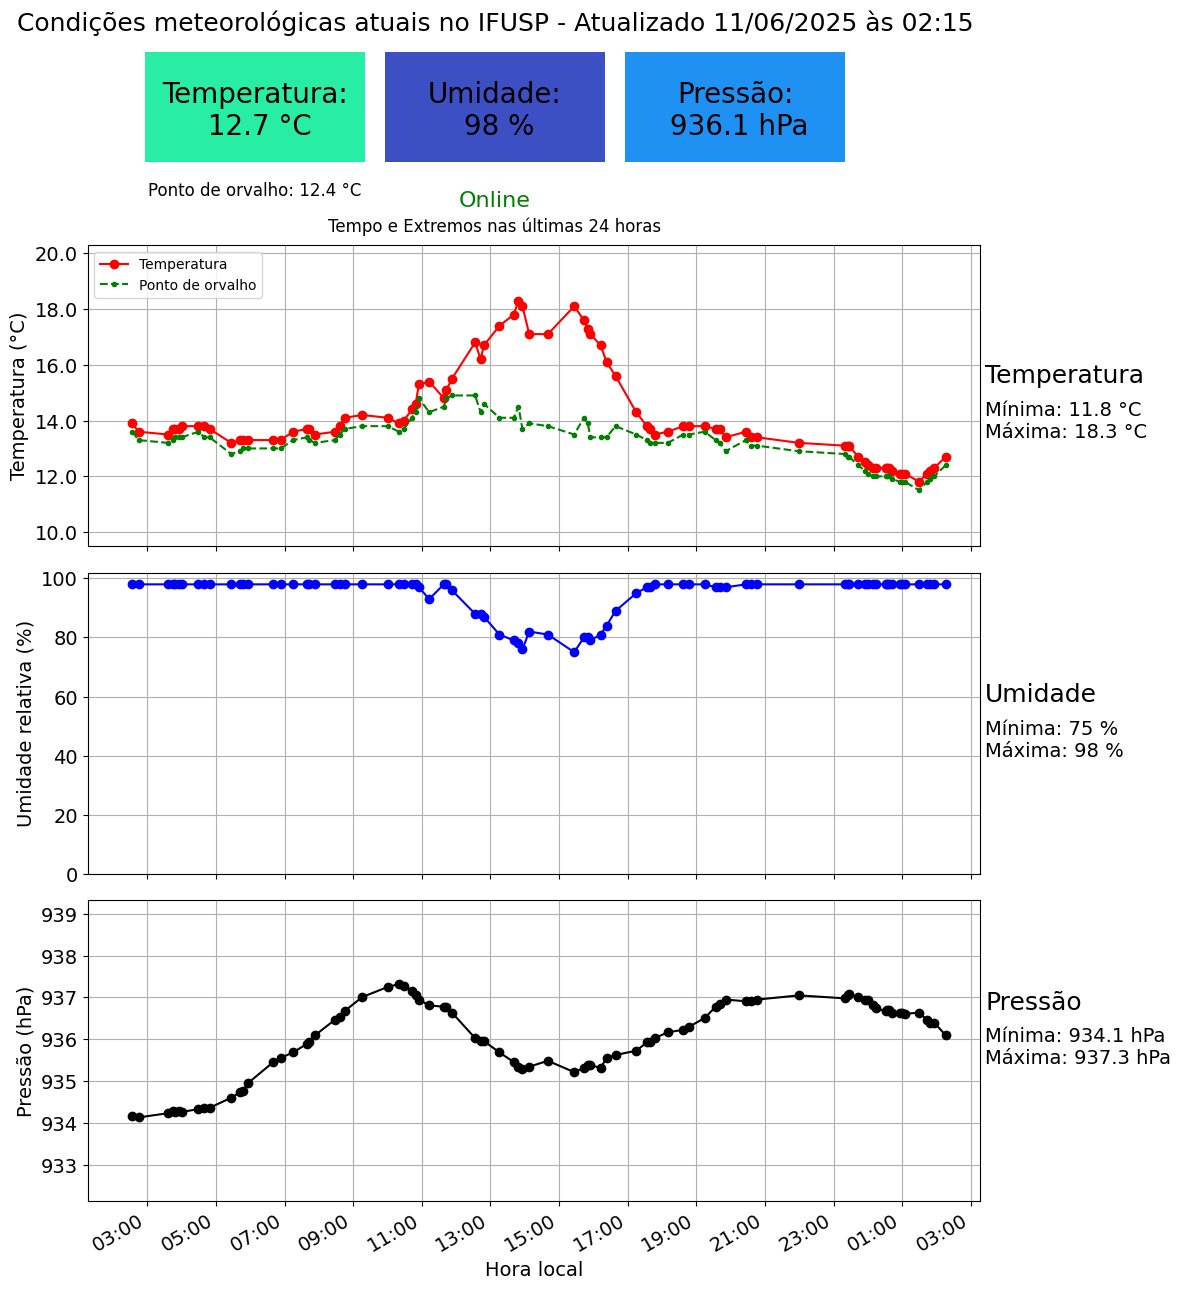 Condições meteorológicas atuais no IFUSP - Atualizado 11/06/2025 às 02:15
Temperatura:
12.7 °C
Umidade:
98 %
Pressão:
936.1 hPa
Ponto de orvalho: 12.4 °C
Online
Tempo e Extremos nas últimas 24 horas
Temperatura
Ponto de orvalho
Temperatura (°C)
20.0
18.0
16.0
14.0
12.0
10.0
Temperatura
Mínima: 11.8 °C
Máxima: 18.3 °C
Umidade relativa (%)
100
80
60
40
20
0
Umidade
Mínima: 75 %
Máxima: 98 %
Pressão (hPa)
939
938
937
936
935
934
933
Pressão
Mínima: 934.1 hPa
Máxima: 937.3 hPa
03:00
05:00
07:00
09:00
11:00
13:00
15:00
17:00
19:00
21:00
23:00
01:00
03:00
Hora local